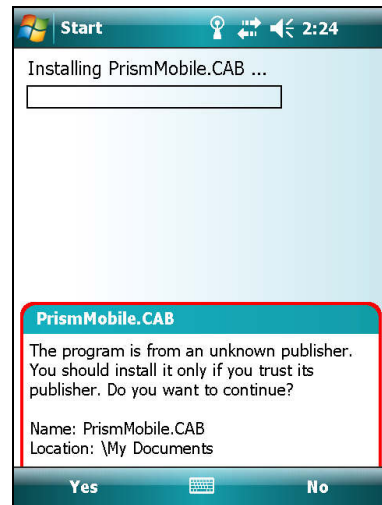 Start 2:24
Installing PrismMobile.CAB ...
PrismMobile.CAB
The program is from an unknown publisher.
You should install it only if you trust its
publisher. Do you want to continue?
Name: PrismMobile.CAB
Location: \My Documents
Yes No